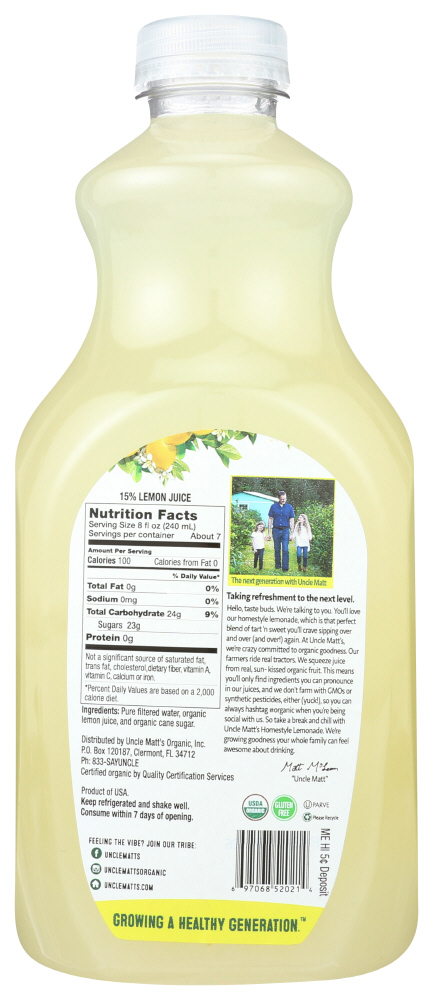 15% LEMON JUICE
Nutrition Facts
Serving Size 8 fl oz (240 mL)
Servings per container About 7
Amount Per Serving
Calories 100 Calories from Fat 0
% Daily Value*
Total Fat 0g 0%
Sodium 0mg 0%
Total Carbohydrate 24g 9%
Sugars 23g
Protein 0g
Not a significant source of saturated fat,
trans fat, cholesterol, dietary fiber, vitamin A,
vitamin C, calcium or iron.
*Percent Daily Values are based on a 2,000
calorie diet.
Ingredients: Pure filtered water, organic
lemon juice, and organic cane sugar.
Distributed by Uncle Matt's Organic, Inc.
P.O. Box 120187, Clermont, FL 34712
Ph: 833-SAYUNCLE
Certified organic by Quality Certification Services
Product of USA.
Keep refrigerated and shake well.
Consume within 7 days of opening.
FEELING THE VIBE? JOIN OUR TRIBE:
UNCLEMATTS
UNCLEMATTSORGANIC
UNCLEMATTS.COM
The next generation with Uncle Matt
Taking refreshment to the next level.
Hello, taste buds. We're talking to you. You'll love
our homestyle lemonade, which is that perfect
blend of tart 'n sweet you'll crave sipping over
and over (and over!) again. At Uncle Matt's,
we're crazy committed to organic goodness. Our
farmers ride real tractors. We squeeze juice
from real, sun- kissed organic fruit. This means
you'll only find ingredients you can pronounce
in our juices, and we don't farm with GMOs or
synthetic pesticides, either (yuck!), so you can
always hashtag #organic when you're being
social with us. So take a break and chill with
Uncle Matt's Homestyle Lemonade. We're
growing goodness your whole family can feel
awesome about drinking.
Matt McLean
"Uncle Matt"
USDA
ORGANIC
GLUTEN
FREE
U PARVE
Please Recycle
ME HI 5¢ Deposit
6 97068 52021 4
GROWING A HEALTHY GENERATION.™